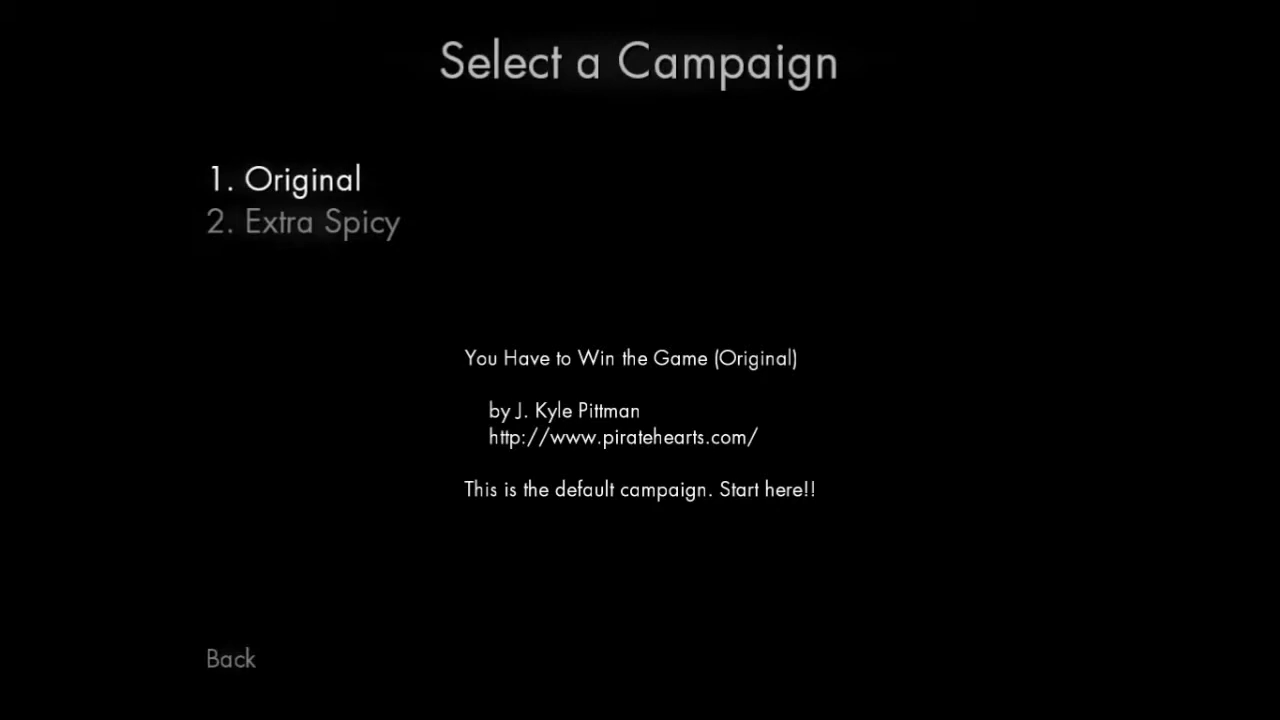 Select a Campaign
1. Original
2. Extra Spicy
You Have to Win the Game (Original)
by J. Kyle Pittman
http://www.piratehearts.com/
This is the default campaign. Start here!!
Back